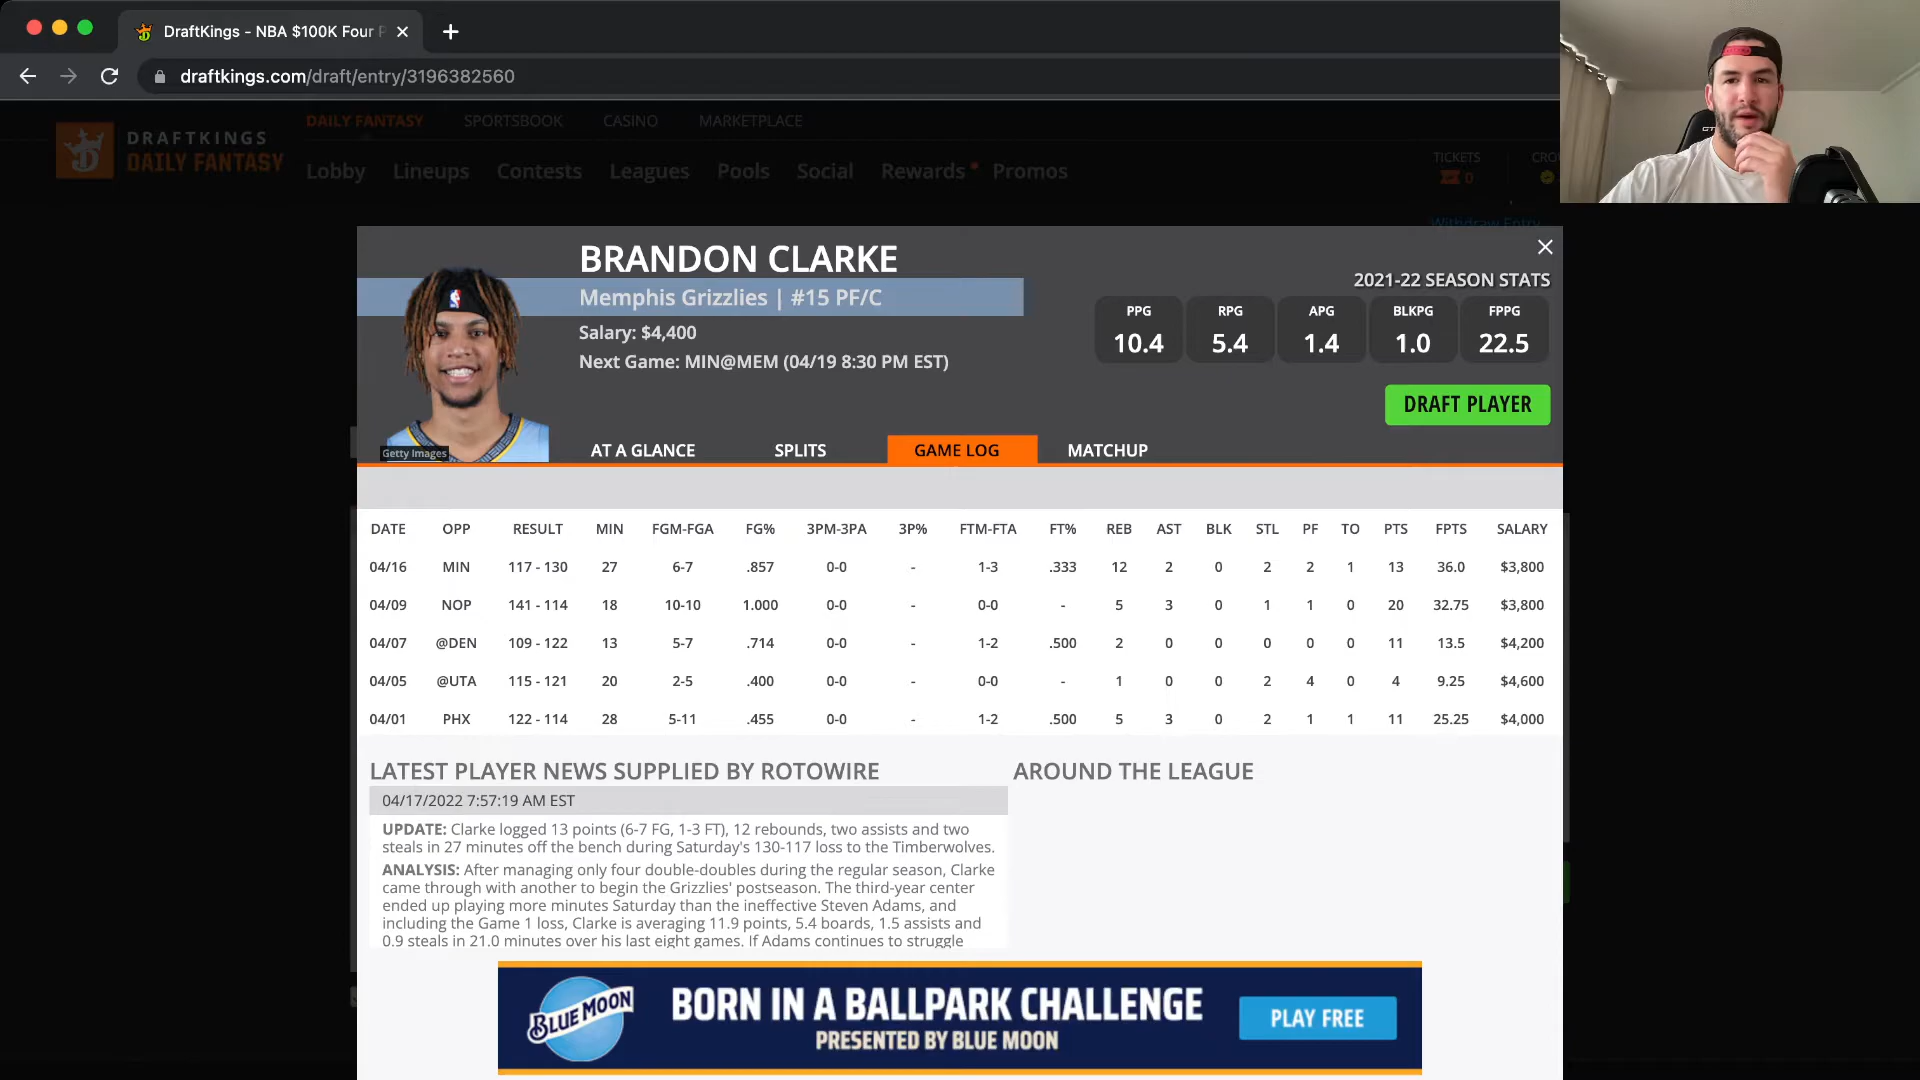 DraftKings - NBA $100K Four P
draftkings.com/draft/entry/3196382560
DRAFTKINGS
DAILY FANTASY
DAILY FANTASY SPORTSBOOK CASINO MARKETPLACE
Lobby Lineups Contests Leagues Pools Social Rewards Promos
TICKETS
0
CRO
Withdraw Entry
BRANDON CLARKE
Memphis Grizzlies | #15 PF/C
Salary: $4,400
Next Game: MIN@MEM (04/19 8:30 PM EST)
Getty Images
2021-22 SEASON STATS
PPG RPG APG BLKPG FPPG
10.4 5.4 1.4 1.0 22.5
DRAFT PLAYER
AT A GLANCE SPLITS GAME LOG MATCHUP
DATE OPP RESULT MIN FGM-FGA FG% 3PM-3PA 3P% FTM-FTA FT% REB AST BLK STL PF TO PTS FPTS SALARY
04/16 MIN 117 - 130 27 6-7 .857 0-0 - 1-3 .333 12 2 0 2 2 1 13 36.0 $3,800
04/09 NOP 141 - 114 18 10-10 1.000 0-0 - 0-0 - 5 3 0 1 1 0 20 32.75 $3,800
04/07 @DEN 109 - 122 13 5-7 .714 0-0 - 1-2 .500 2 0 0 0 0 0 11 13.5 $4,200
04/05 @UTA 115 - 121 20 2-5 .400 0-0 - 0-0 - 1 0 0 2 4 0 4 9.25 $4,600
04/01 PHX 122 - 114 28 5-11 .455 0-0 - 1-2 .500 5 3 0 2 1 1 11 25.25 $4,000
LATEST PLAYER NEWS SUPPLIED BY ROTOWIRE
AROUND THE LEAGUE
04/17/2022 7:57:19 AM EST
UPDATE: Clarke logged 13 points (6-7 FG, 1-3 FT), 12 rebounds, two assists and two
steals in 27 minutes off the bench during Saturday's 130-117 loss to the Timberwolves.
ANALYSIS: After managing only four double-doubles during the regular season, Clarke
came through with another to begin the Grizzlies' postseason. The third-year center
ended up playing more minutes Saturday than the ineffective Steven Adams, and
including the Game 1 loss, Clarke is averaging 11.9 points, 5.4 boards, 1.5 assists and
0.9 steals in 21.0 minutes over his last eight games. If Adams continues to struggle
BLUE MOON
BORN IN A BALLPARK CHALLENGE
PRESENTED BY BLUE MOON
PLAY FREE